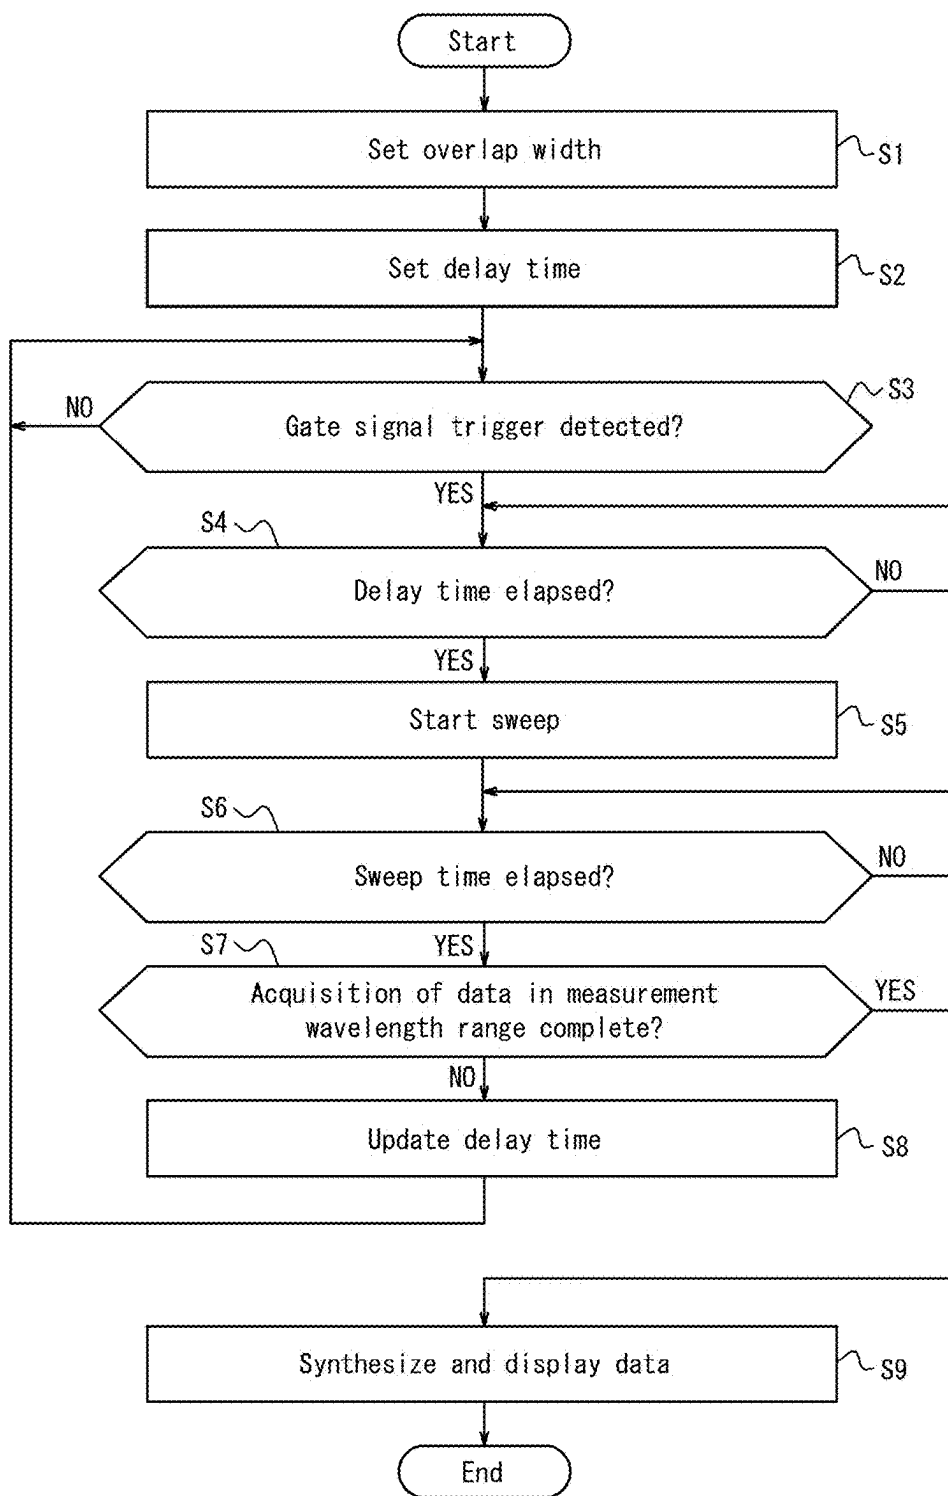 Start
Set overlap width
S1
Set delay time
S2
S3
NO
Gate signal trigger detected?
YES
S4
Delay time elapsed?
NO
YES
Start sweep
S5
S6
Sweep time elapsed?
NO
YES
S7
Acquisition of data in measurement
wavelength range complete?
YES
NO
Update delay time
S8
Synthesize and display data
S9
End